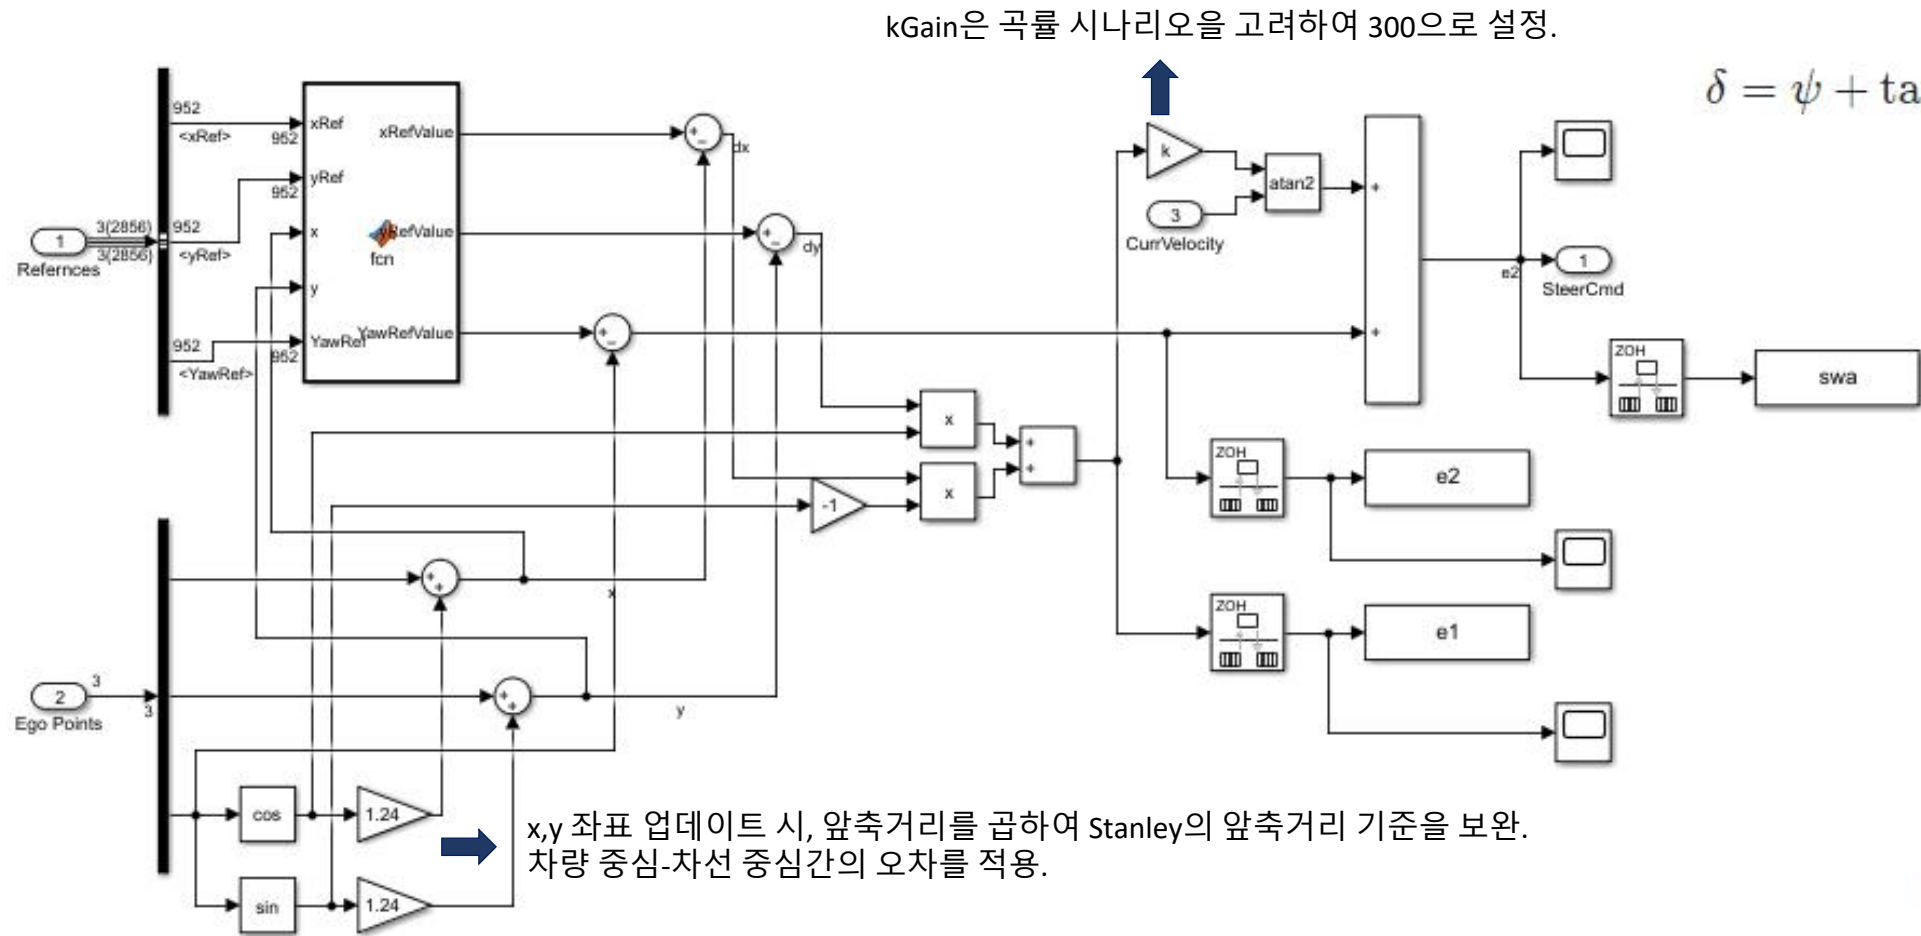 kGain은 곡률 시나리오을 고려하여 300으로 설정.
δ = ψ + ta
952
<xRef>
952
xRef
xRefValue
dx
k
atan2
+
952
yRef
3(2856)
1
3(2856)
Refernces
952
<yRef>
x
fcn
yRefValue
dy
3
CurrVelocity
e2
1
SteerCmd
y
952
<YawRef>
952
YawRef
YawRefValue
+
ZOH
swa
x
x
-1
+
+
ZOH
e2
ZOH
e1
x
y
2
Ego Points
3
3
cos
1.24
sin
1.24
x,y 좌표 업데이트 시, 앞축거리를 곱하여 Stanley의 앞축거리 기준을 보완.
차량 중심-차선 중심간의 오차를 적용.